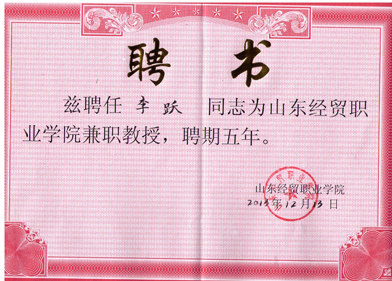 聘书
兹聘任 李跃 同志为山东经贸职
业学院兼职教授，聘期五年。
山东经贸职业学院
2015年12月13日